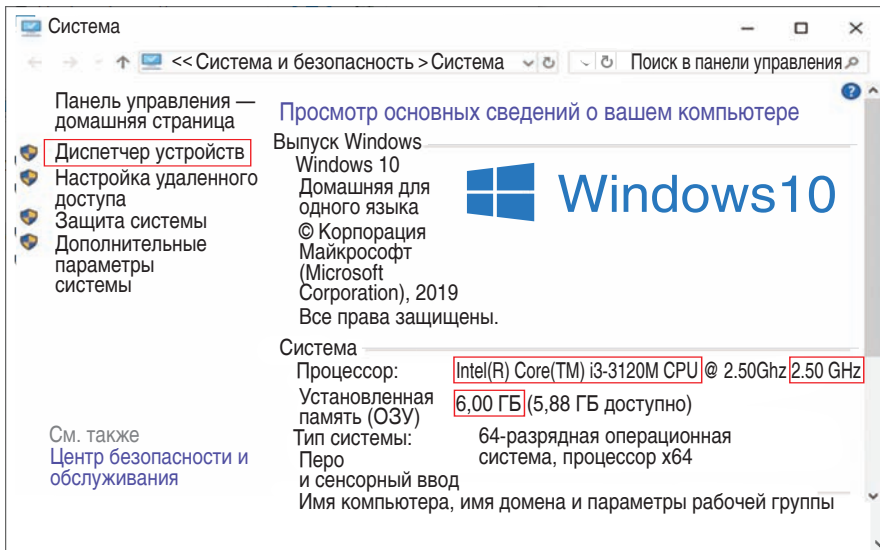 Система
<< Система и безопасность > Система
Поиск в панели управления
Панель управления —
домашняя страница
Диспетчер устройств
Настройка удаленного
доступа
Защита системы
Дополнительные
параметры
системы
См. также
Центр безопасности и
обслуживания
Просмотр основных сведений о вашем компьютере
Выпуск Windows
Windows 10
Домашняя для
одного языка
© Корпорация
Майкрософт
(Microsoft
Corporation), 2019
Все права защищены.
Windows10
Система
Процессор: Intel(R) Core(TM) i3-3120M CPU @ 2.50Ghz 2.50 GHz
Установленная
память (ОЗУ) 6,00 ГБ (5,88 ГБ доступно)
Тип системы: 64-разрядная операционная
система, процессор x64
Перо
и сенсорный ввод
Имя компьютера, имя домена и параметры рабочей группы